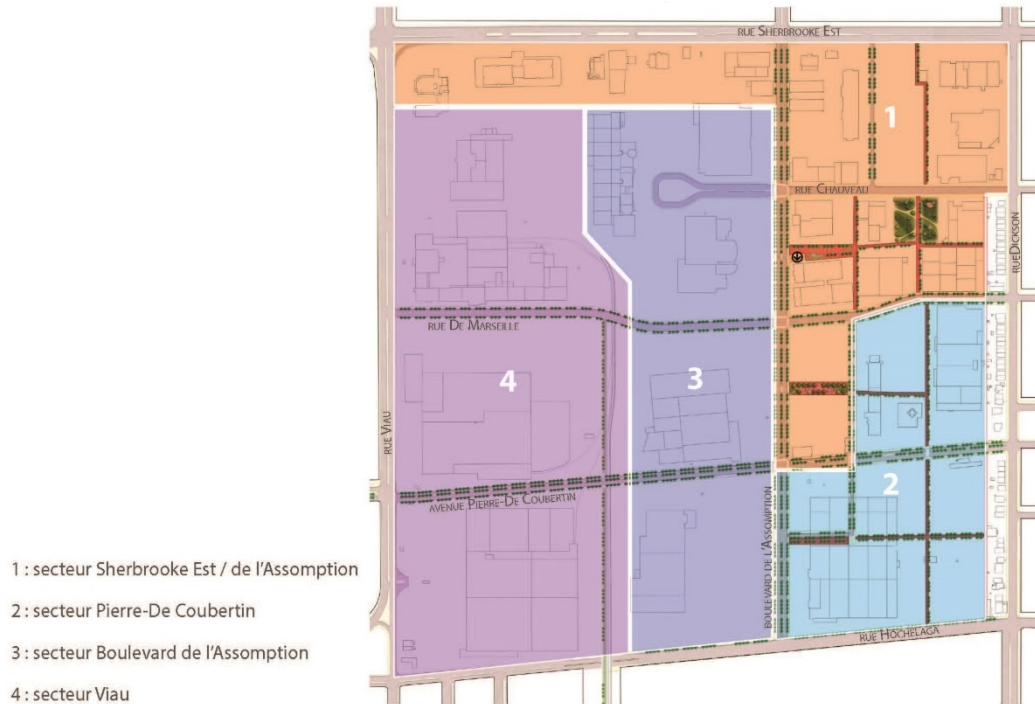 RUE SHERBROOKE EST
1
RUE CHAUVEAU
RUE DICKSON
RUE DE MARSEILLE
4
3
RUE VIAU
2
AVENUE PIERRE-DE COUBERTIN
BOULEVARD DE L'ASSOMPTION
RUE HOCHELAGA
1 : secteur Sherbrooke Est / de l'Assomption
2 : secteur Pierre-De Coubertin
3 : secteur Boulevard de l'Assomption
4 : secteur Viau